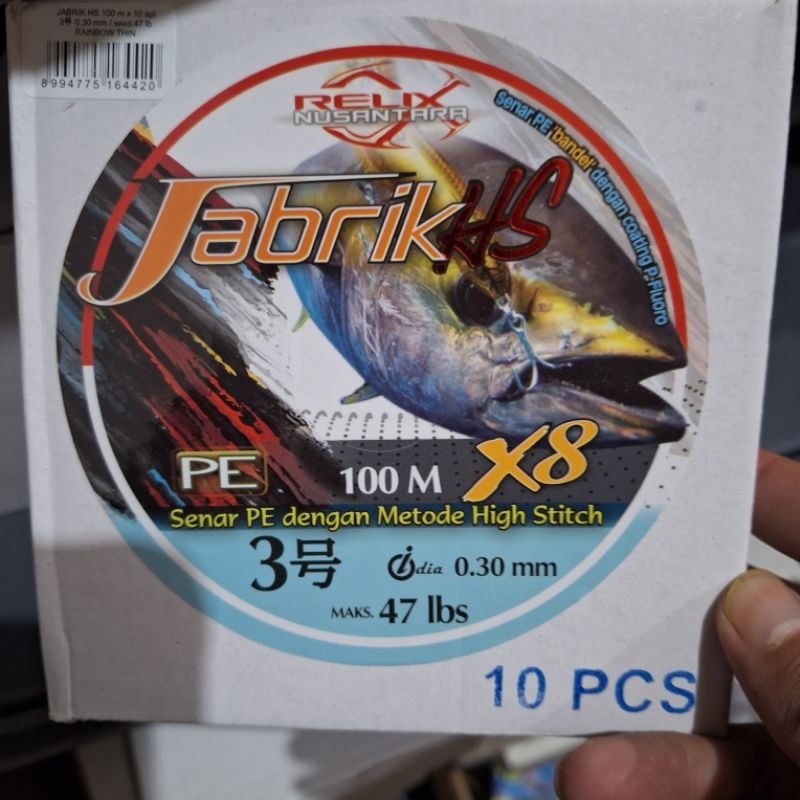 JABRIK HS 100 m x 10 spl
3号 0.30 mm / MAKS.47 lb
RAINBOW THIN
8 994775 164420
RELIX
NUSANTARA
senar PE 'bandel' dengan coating P.Fluoro
Jabrik HS
PE
100 M X8
Senar PE dengan Metode High Stitch
3号 dia 0.30 mm
MAKS. 47 lbs
10 PCS